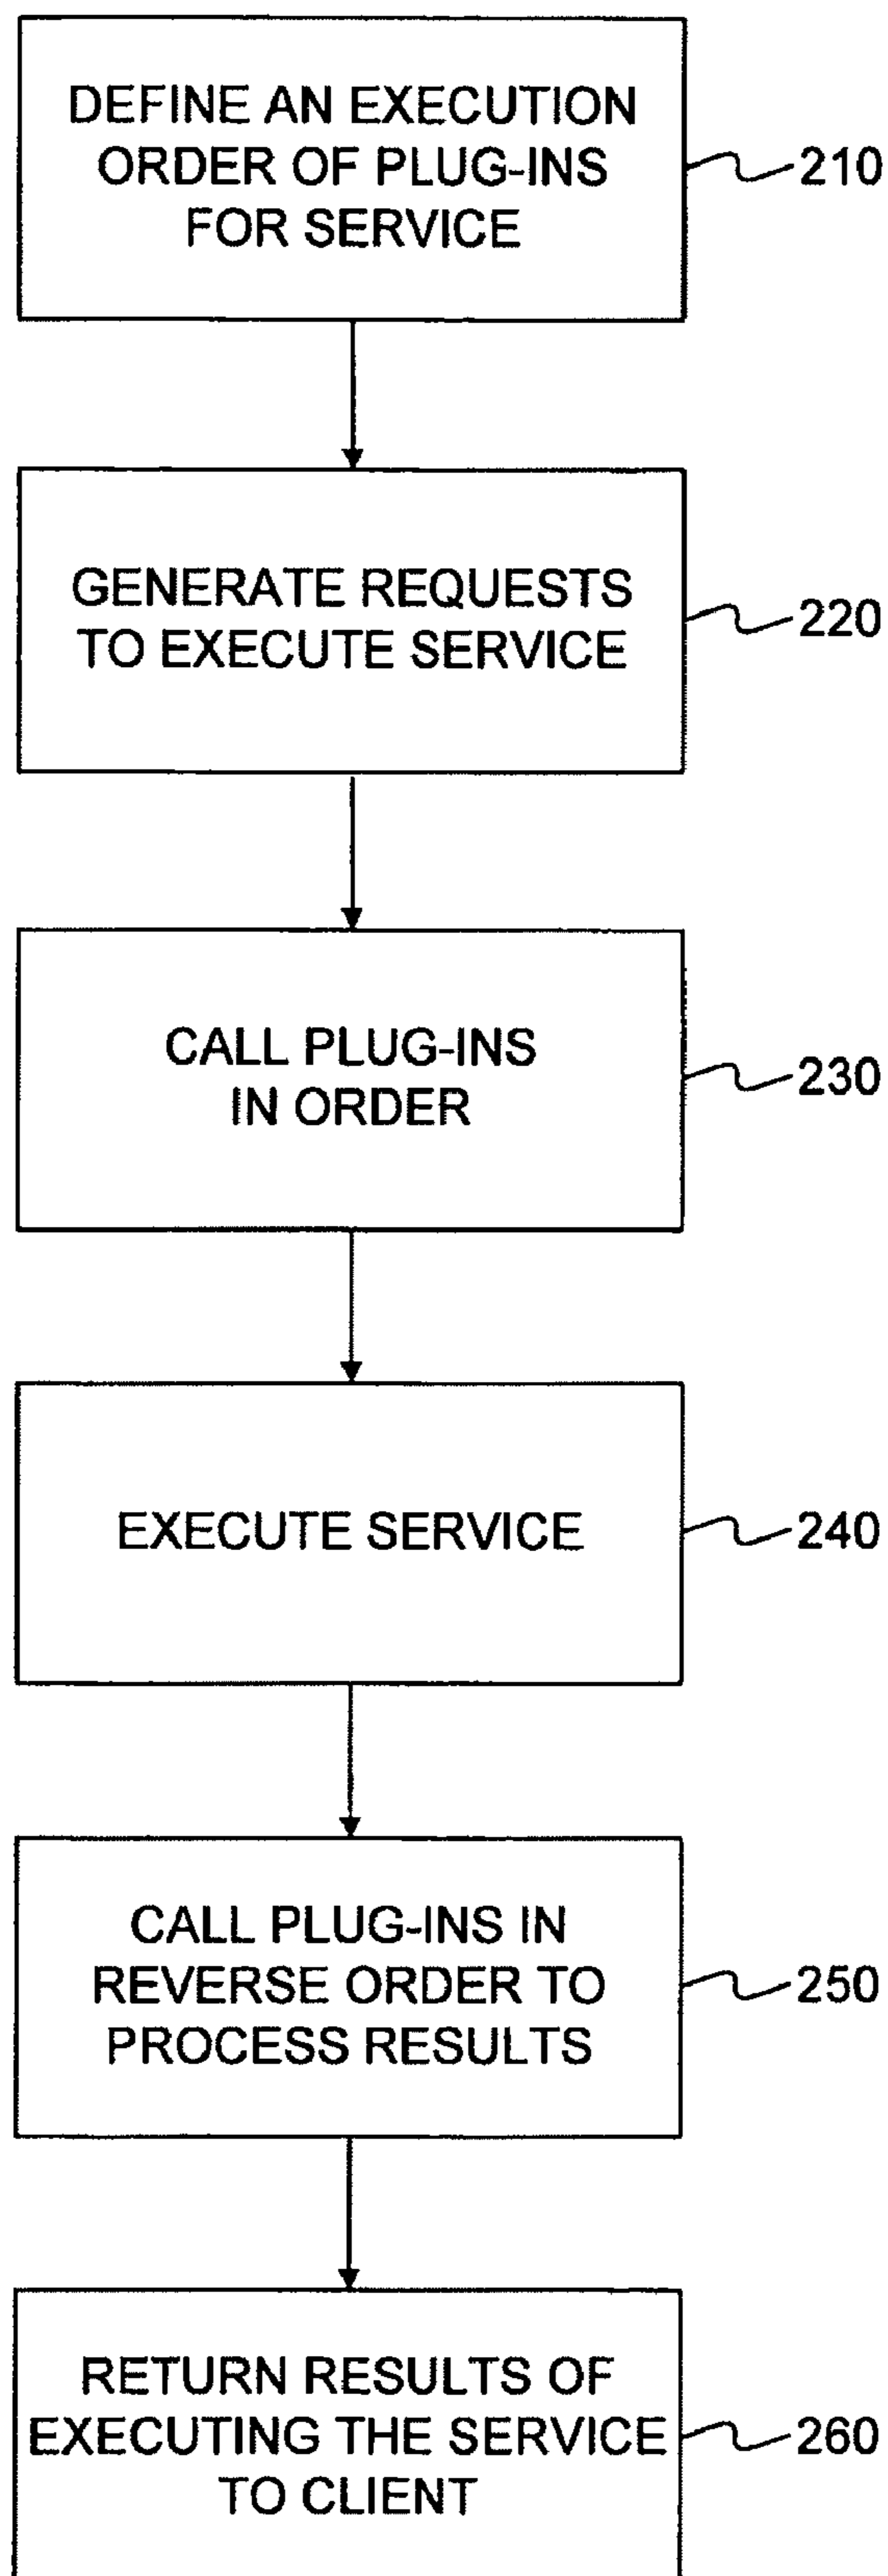 DEFINE AN EXECUTION
ORDER OF PLUG-INS
FOR SERVICE
210
GENERATE REQUESTS
TO EXECUTE SERVICE
220
CALL PLUG-INS
IN ORDER
230
EXECUTE SERVICE
240
CALL PLUG-INS IN
REVERSE ORDER TO
PROCESS RESULTS
250
RETURN RESULTS OF
EXECUTING THE SERVICE
TO CLIENT
260